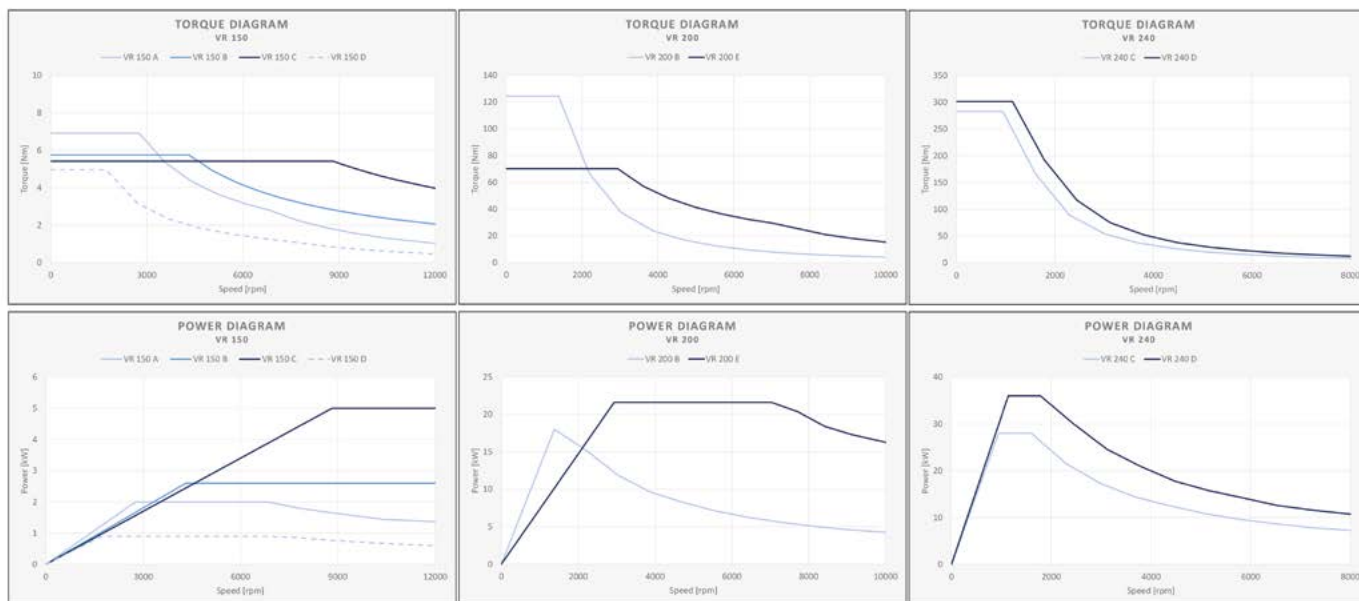 TORQUE DIAGRAM
VR 150
VR 150 A VR 150 B VR 150 C VR 150 D
10
8
6
4
2
0
Torque [Nm]
0 3000 6000 9000 12000
Speed [rpm]
TORQUE DIAGRAM
VR 200
VR 200 B VR 200 E
140
120
100
80
60
40
20
0
Torque [Nm]
0 2000 4000 6000 8000 10000
Speed [rpm]
TORQUE DIAGRAM
VR 240
VR 240 C VR 240 D
350
300
250
200
150
100
50
0
Torque [Nm]
0 2000 4000 6000 8000
Speed [rpm]
POWER DIAGRAM
VR 150
VR 150 A VR 150 B VR 150 C VR 150 D
6
5
4
3
2
1
0
Power [kW]
0 3000 6000 9000 12000
Speed [rpm]
POWER DIAGRAM
VR 200
VR 200 B VR 200 E
25
20
15
10
5
0
Power [kW]
0 2000 4000 6000 8000 10000
Speed [rpm]
POWER DIAGRAM
VR 240
VR 240 C VR 240 D
40
30
20
10
0
Power [kW]
0 2000 4000 6000 8000
Speed [rpm]